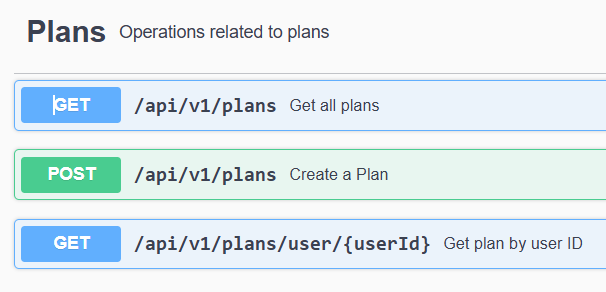 Plans Operations related to plans
GET /api/v1/plans Get all plans
POST /api/v1/plans Create a Plan
GET /api/v1/plans/user/{userId} Get plan by user ID